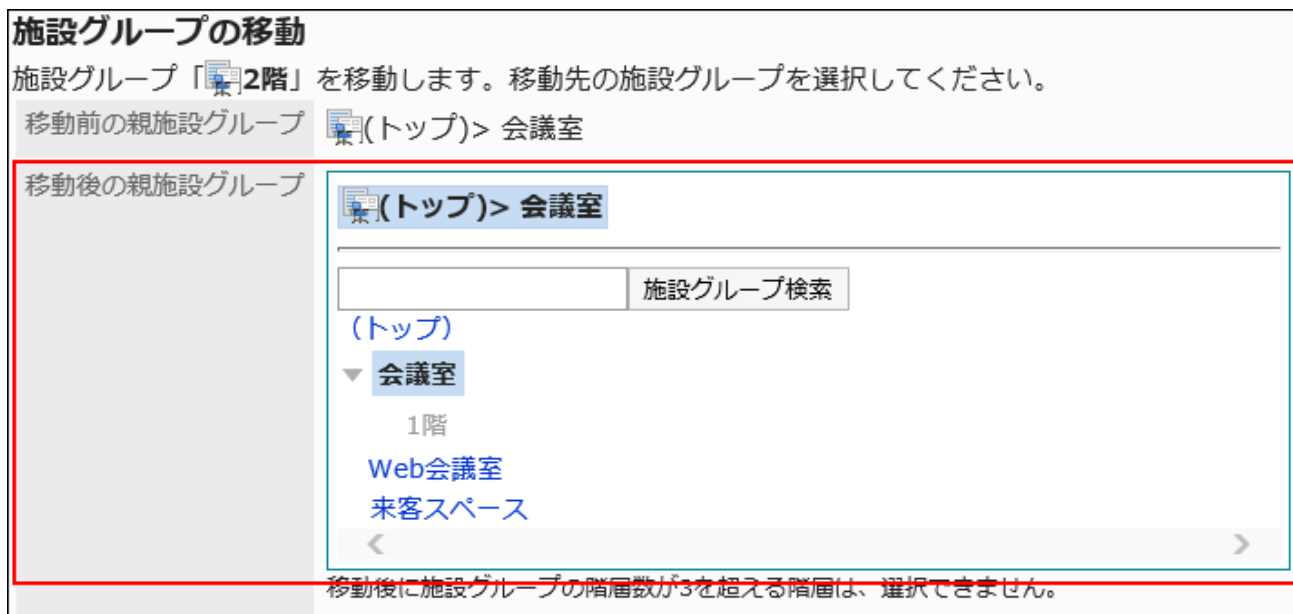 施設グループの移動
施設グループ「2階」を移動します。移動先の施設グループを選択してください。
移動前の親施設グループ (トップ)> 会議室
移動後の親施設グループ (トップ)> 会議室
施設グループ検索
(トップ)
会議室
1階
Web会議室
来客スペース
移動後に施設グループの階層数が3を超える階層は、選択できません。